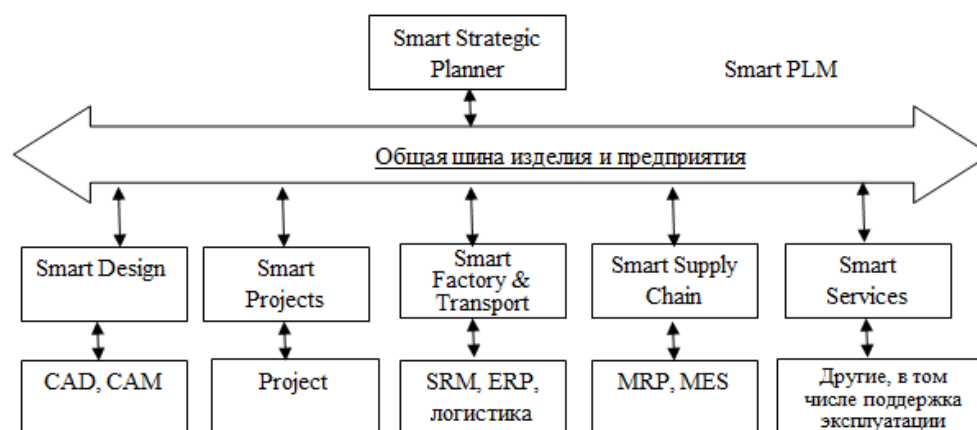 Smart Strategic
Planner
Smart PLM
Общая шина изделия и предприятия
Smart Design
Smart
Projects
Smart
Factory &
Transport
Smart Supply
Chain
Smart
Services
CAD, CAM
Project
SRM, ERP,
логистика
MRP, MES
Другие, в том
числе поддержка
эксплуатации